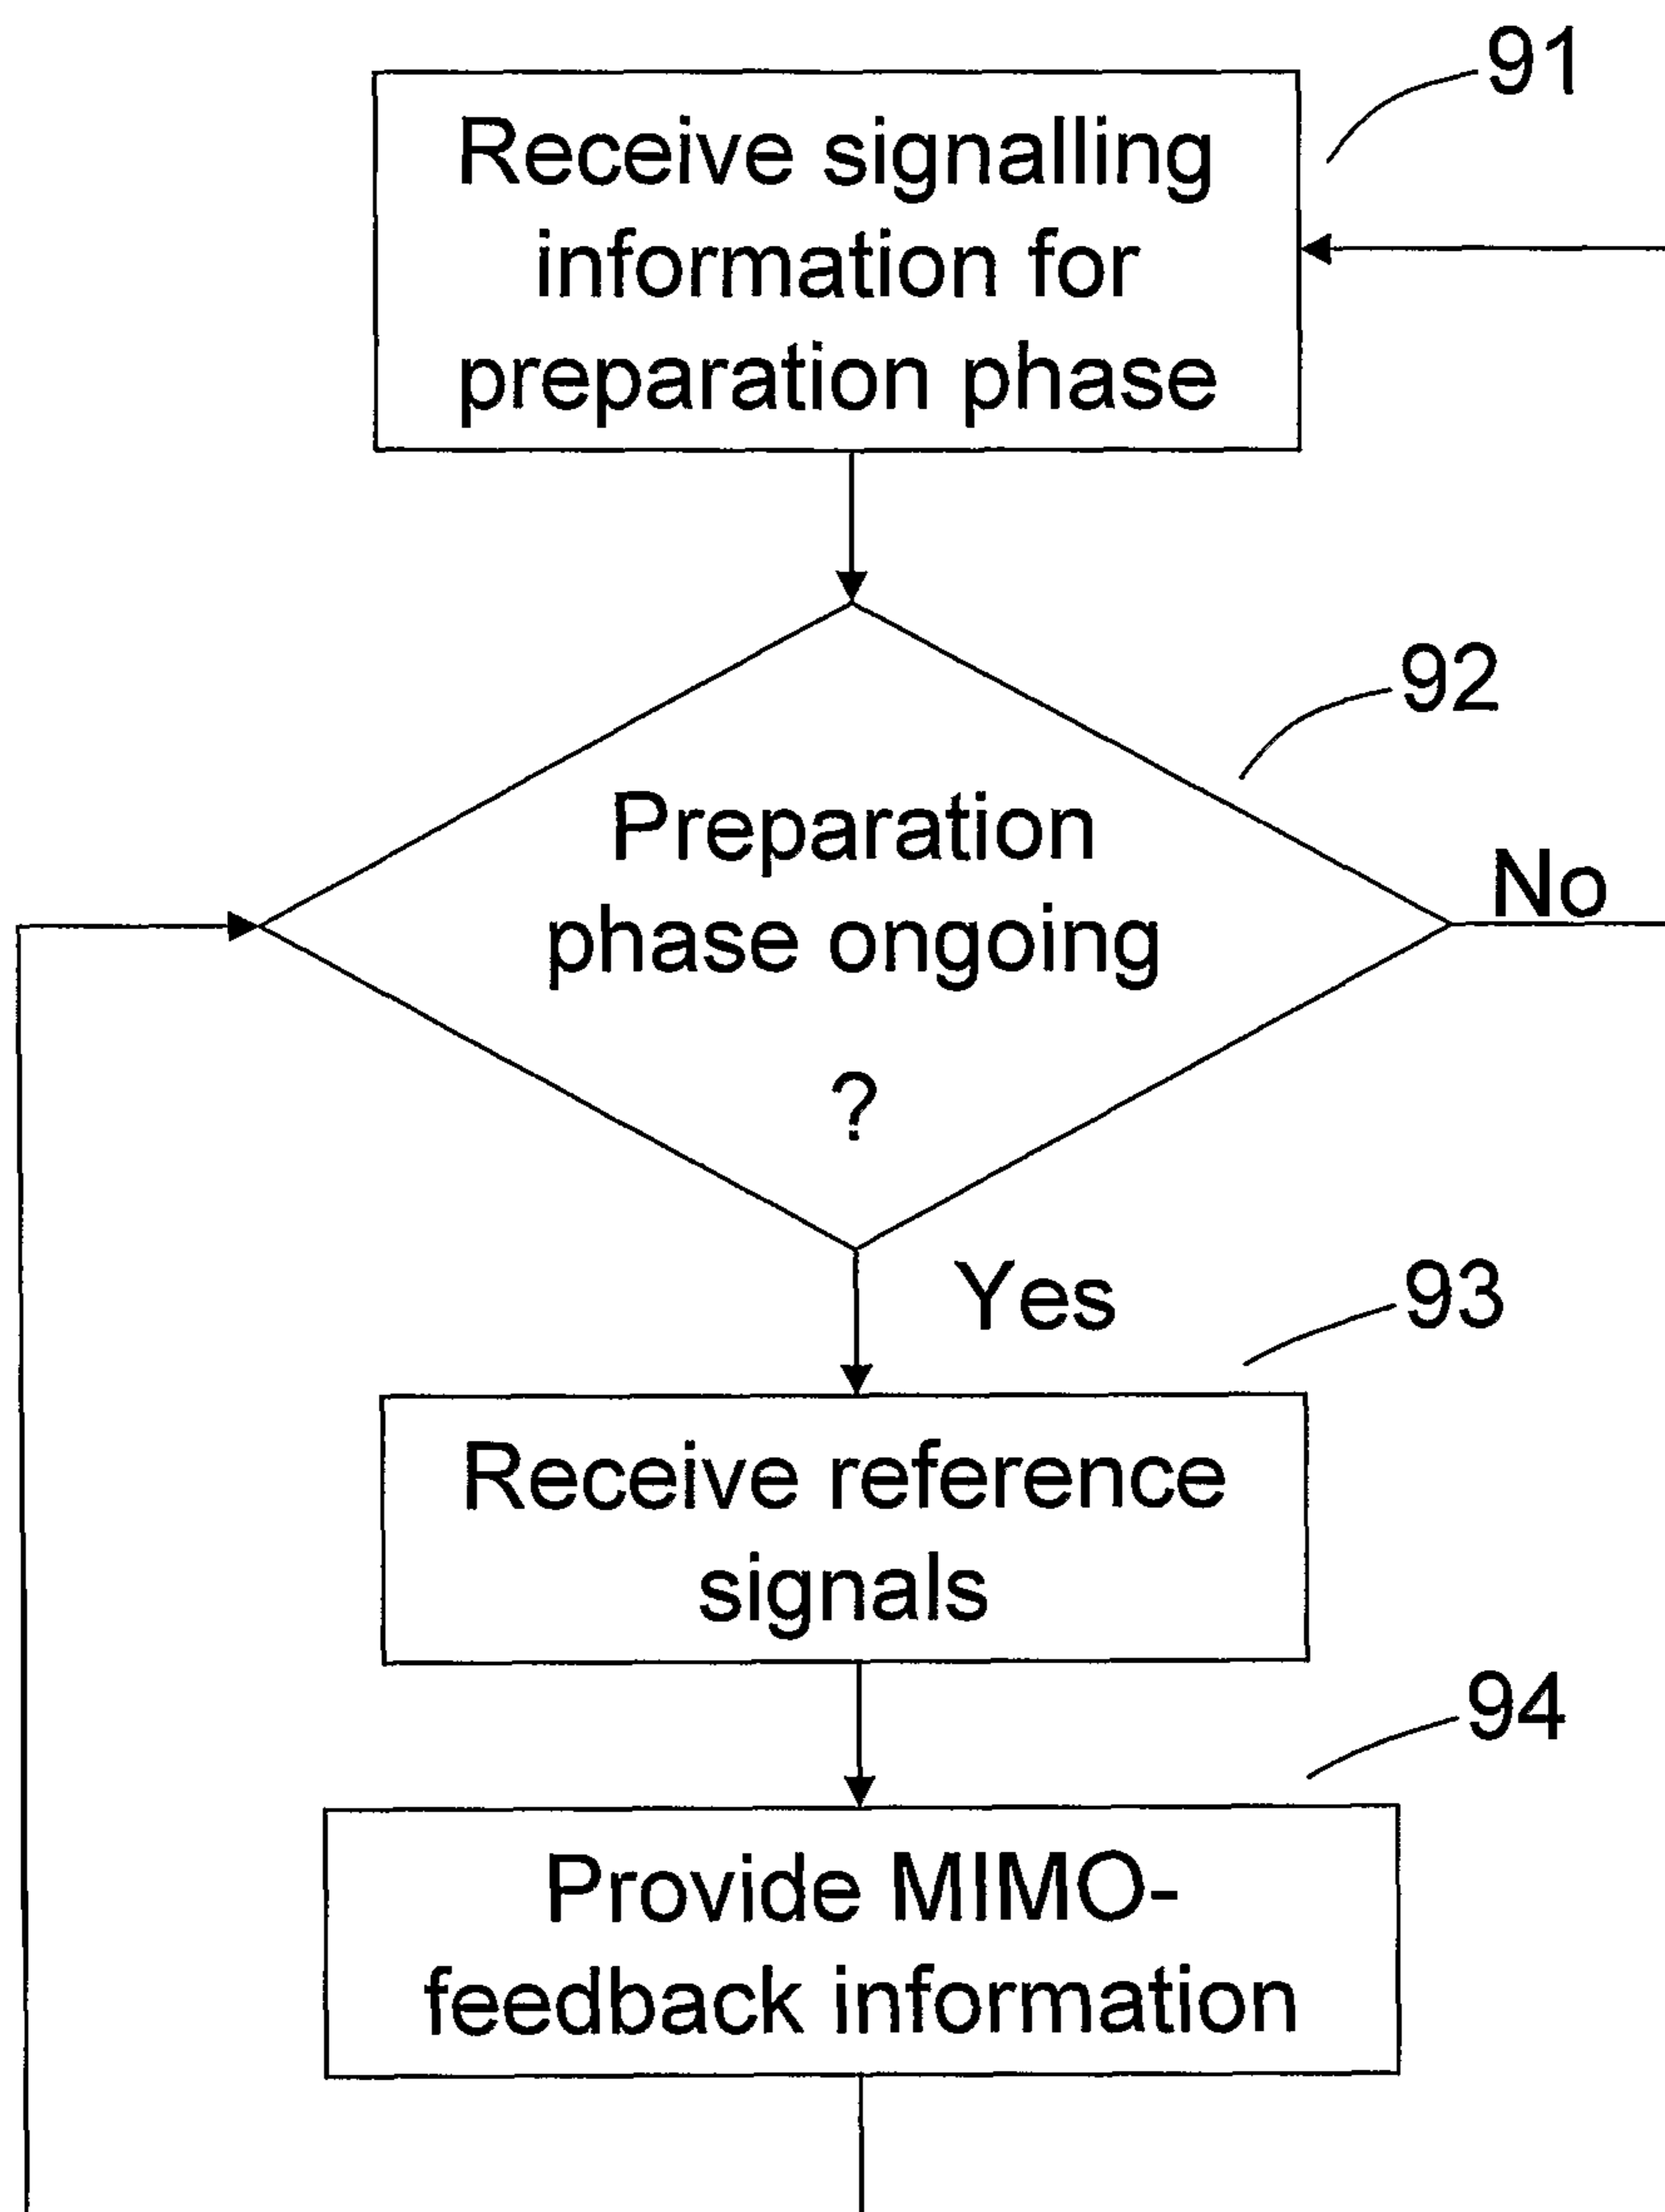 91
Receive signalling
information for
preparation phase
92
Preparation
phase ongoing
?
No
Yes
93
Receive reference
signals
94
Provide MIMO-
feedback information